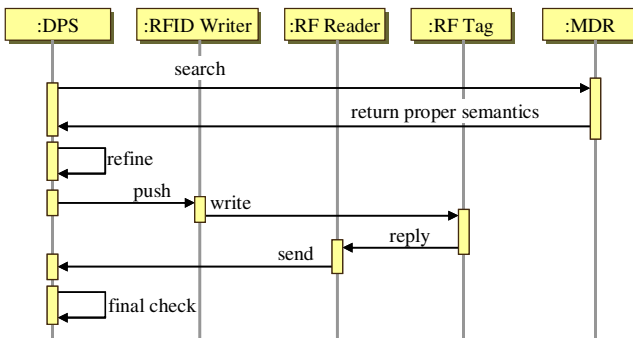 :DPS
:RFID Writer
:RF Reader
:RF Tag
:MDR
search
return proper semantics
refine
push
write
reply
send
final check